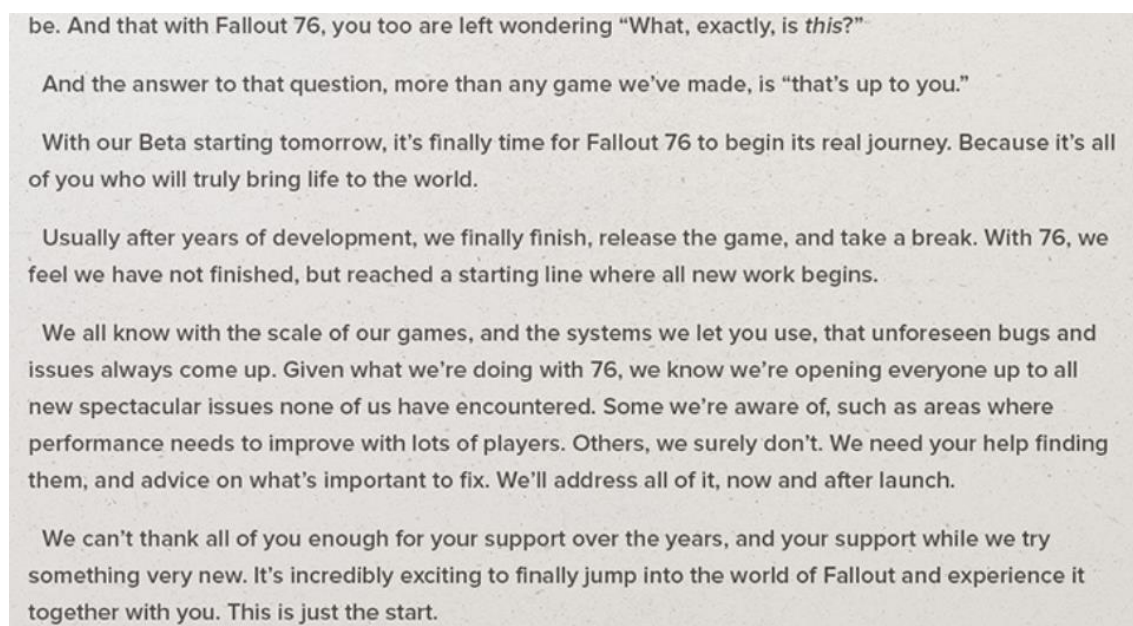 be. And that with Fallout 76, you too are left wondering “What, exactly, is this?”
And the answer to that question, more than any game we’ve made, is “that’s up to you.”
With our Beta starting tomorrow, it’s finally time for Fallout 76 to begin its real journey. Because it’s all
of you who will truly bring life to the world.
Usually after years of development, we finally finish, release the game, and take a break. With 76, we
feel we have not finished, but reached a starting line where all new work begins.
We all know with the scale of our games, and the systems we let you use, that unforeseen bugs and
issues always come up. Given what we’re doing with 76, we know we’re opening everyone up to all
new spectacular issues none of us have encountered. Some we’re aware of, such as areas where
performance needs to improve with lots of players. Others, we surely don’t. We need your help finding
them, and advice on what’s important to fix. We’ll address all of it, now and after launch.
We can’t thank all of you enough for your support over the years, and your support while we try
something very new. It’s incredibly exciting to finally jump into the world of Fallout and experience it
together with you. This is just the start.